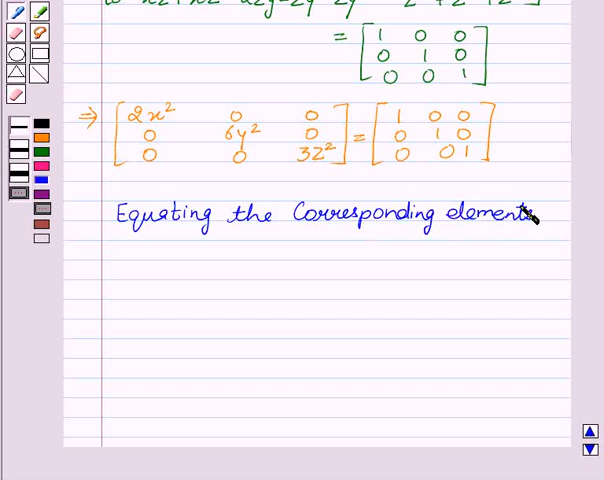 = [ 1 0 0
0 1 0
0 0 1 ]
⇒ [ 2x² 0 0 ] = [ 1 0 0 ]
0 6y² 0 0 1 0
0 0 3z² 0 0 1
Equating the Corresponding elements